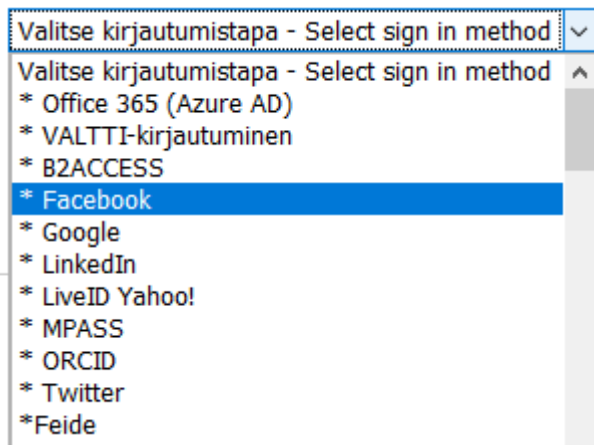 Valitse kirjautumistapa - Select sign in method
Valitse kirjautumistapa - Select sign in method
* Office 365 (Azure AD)
* VALTTI-kirjautuminen
* B2ACCESS
* Facebook
* Google
* LinkedIn
* LiveID Yahoo!
* MPASS
* ORCID
* Twitter
*Feide